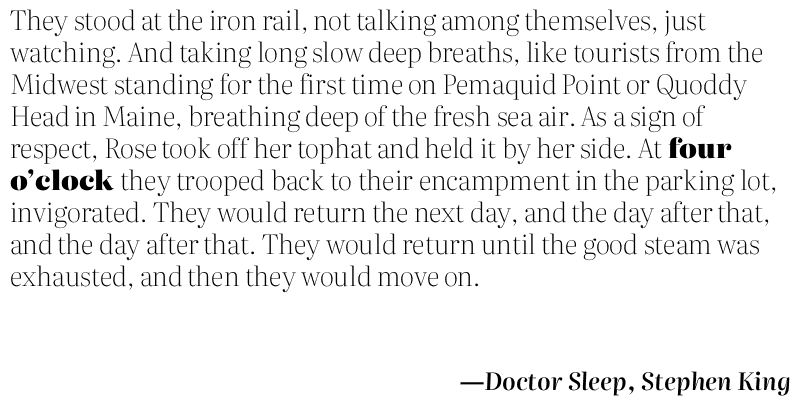 They stood at the iron rail, not talking among themselves, just
watching. And taking long slow deep breaths, like tourists from the
Midwest standing for the first time on Pemaquid Point or Quoddy
Head in Maine, breathing deep of the fresh sea air. As a sign of
respect, Rose took off her tophat and held it by her side. At four
o’clock they trooped back to their encampment in the parking lot,
invigorated. They would return the next day, and the day after that,
and the day after that. They would return until the good steam was
exhausted, and then they would move on.
—Doctor Sleep, Stephen King